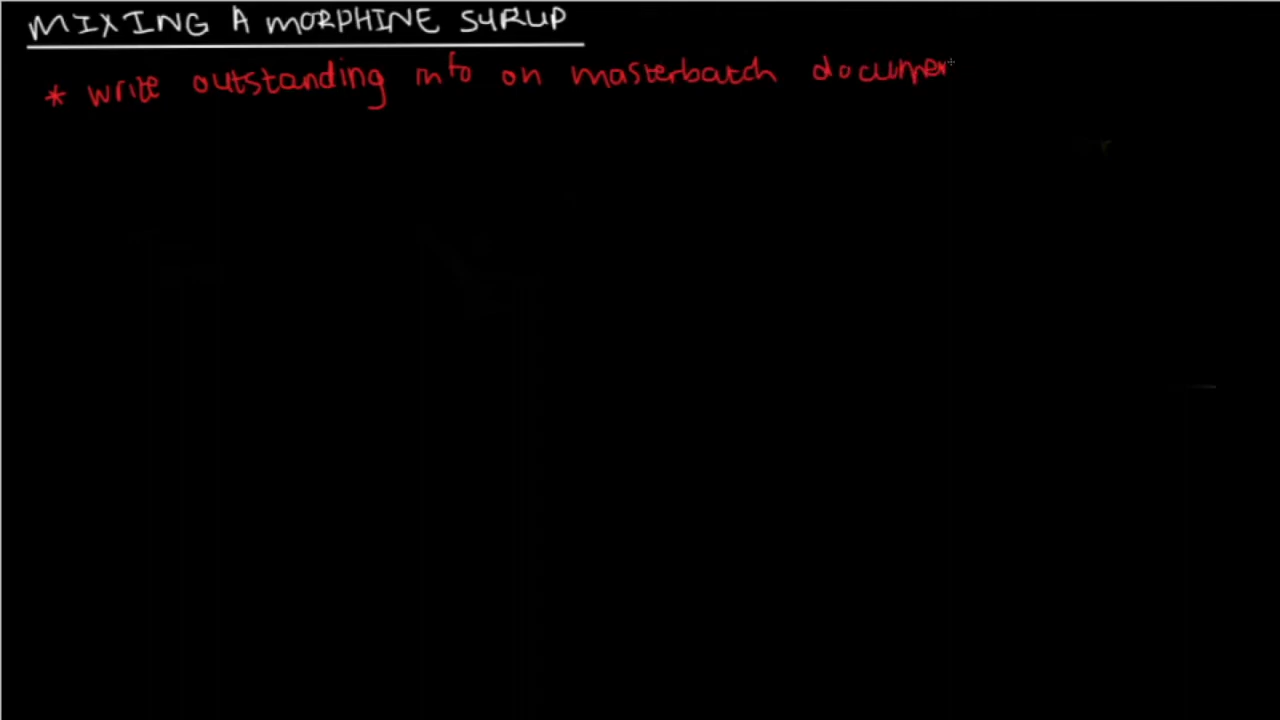 MIXING A MORPHINE SYRUP
* write outstanding info on masterbatch documen